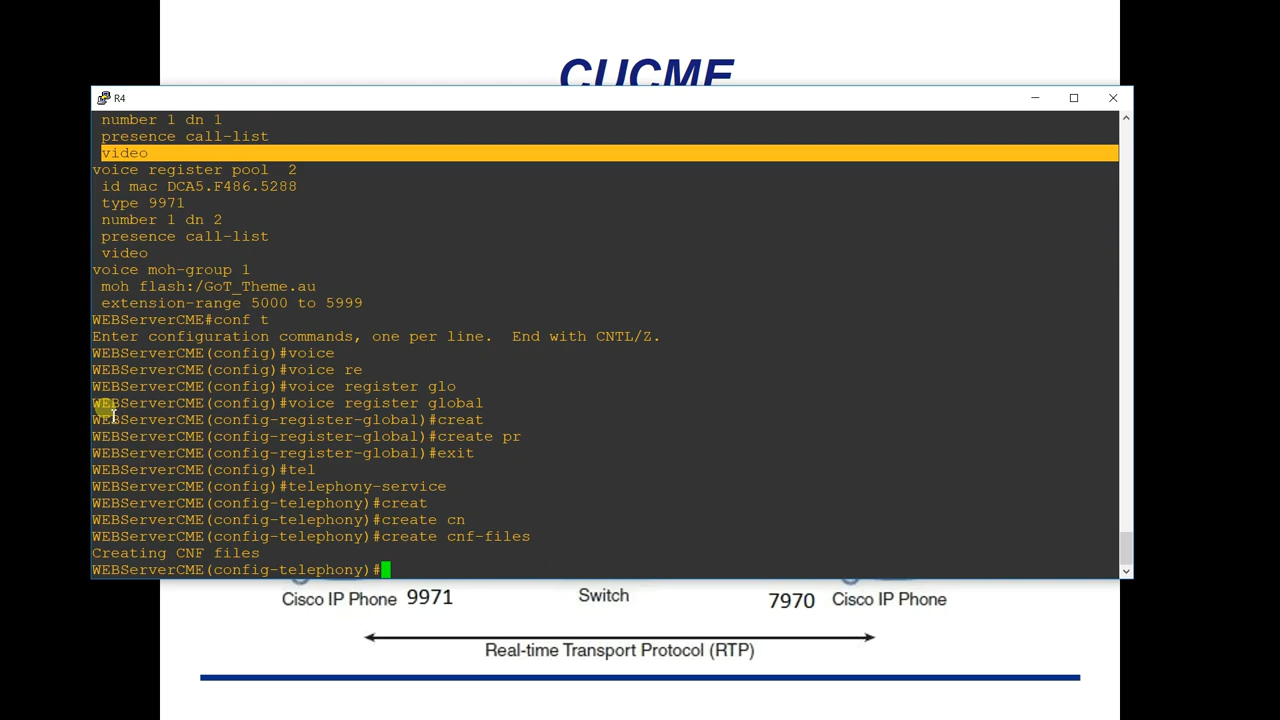 CUCME
R4
number 1 dn 1
presence call-list
video
voice register pool  2
id mac DCA5.F486.5288
type 9971
number 1 dn 2
presence call-list
video
voice moh-group 1
moh flash:/GoT_Theme.au
extension-range 5000 to 5999
WEBServerCME#conf t
Enter configuration commands, one per line.  End with CNTL/Z.
WEBServerCME(config)#voice
WEBServerCME(config)#voice re
WEBServerCME(config)#voice register glo
WEBServerCME(config)#voice register global
WEBServerCME(config-register-global)#creat
WEBServerCME(config-register-global)#create pr
WEBServerCME(config-register-global)#exit
WEBServerCME(config)#tel
WEBServerCME(config)#telephony-service
WEBServerCME(config-telephony)#creat
WEBServerCME(config-telephony)#create cn
WEBServerCME(config-telephony)#create cnf-files
Creating CNF files
WEBServerCME(config-telephony)#
Cisco IP Phone 9971
Switch
7970 Cisco IP Phone
Real-time Transport Protocol (RTP)